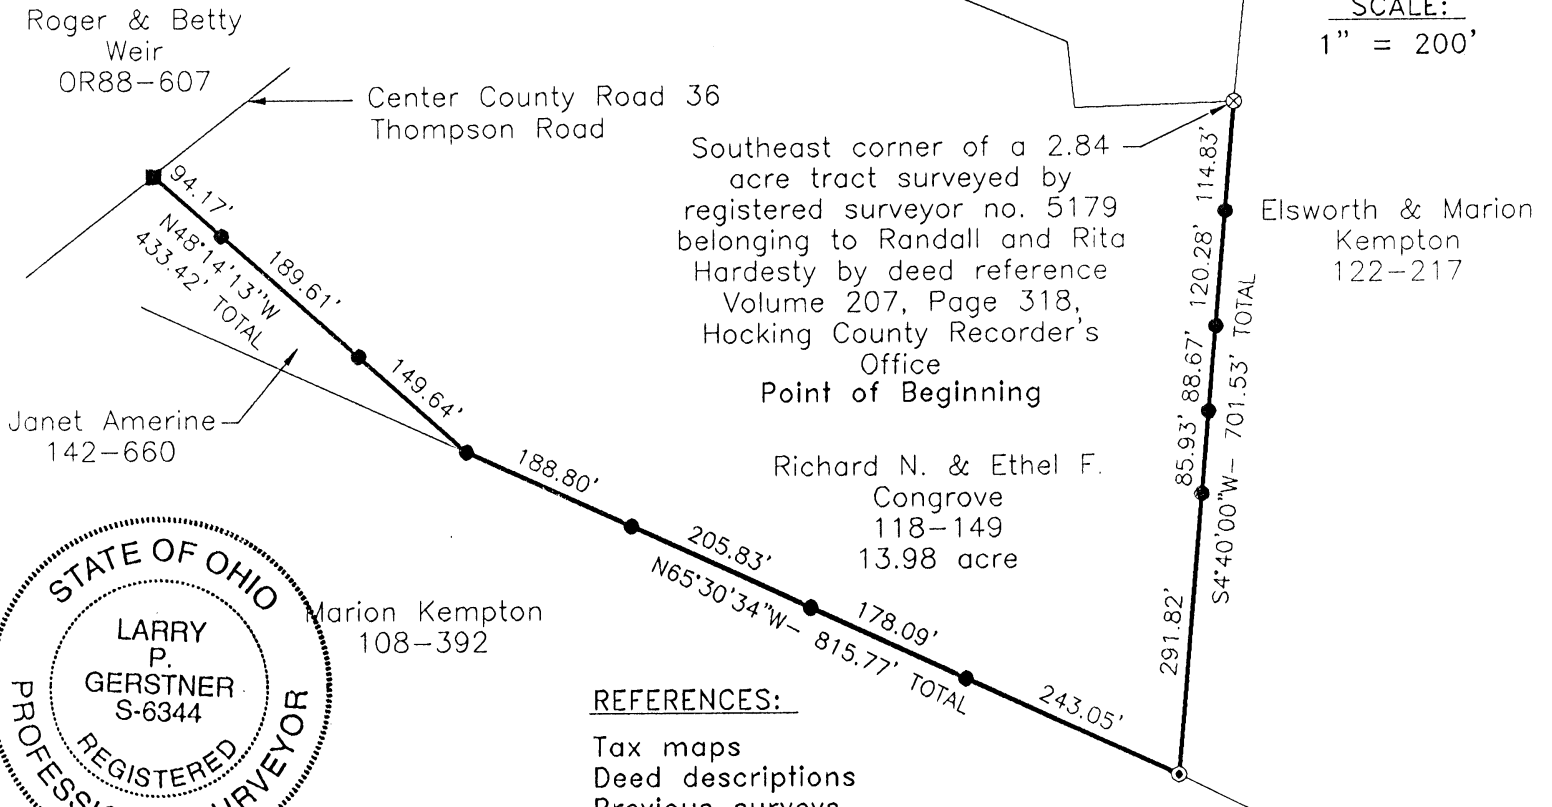 Roger & Betty
Weir
OR88-607
SCALE:
1" = 200'
Center County Road 36
Thompson Road
94.17'
N48°14'13"W
433.42' TOTAL
189.61'
149.64'
Southeast corner of a 2.84
acre tract surveyed by
registered surveyor no. 5179
belonging to Randall and Rita
Hardesty by deed reference
Volume 207, Page 318,
Hocking County Recorder's
Office
Point of Beginning
114.83'
120.28'
88.67'
85.93'
291.82'
S4°40'00"W- 701.53' TOTAL
Elsworth & Marion
Kempton
122-217
Janet Amerine
142-660
188.80'
205.83'
178.09'
243.05'
N65°30'34"W- 815.77' TOTAL
Richard N. & Ethel F.
Congrove
118-149
13.98 acre
Marion Kempton
108-392
STATE OF OHIO
LARRY
P.
GERSTNER
S-6344
REGISTERED
REFERENCES:
Tax maps
Deed descriptions
Previous surveys